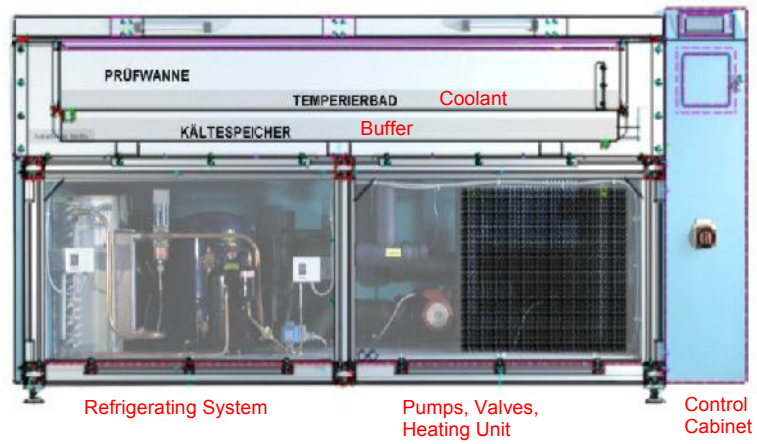 PRÜFWANNE
TEMPERIERBAD Coolant
KÄLTESPEICHER Buffer
Refrigerating System
Pumps, Valves,
Heating Unit
Control
Cabinet